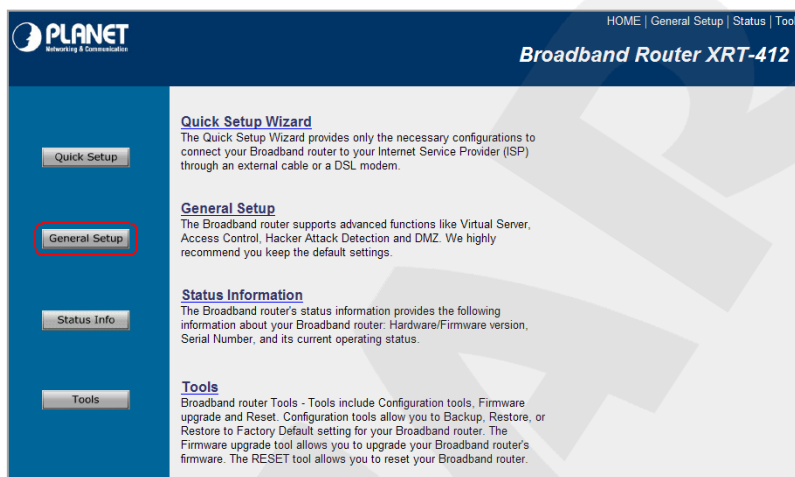 PLANET
Networking & Communication
HOME | General Setup | Status | Tool
Broadband Router XRT-412
Quick Setup
General Setup
Status Info
Tools
Quick Setup Wizard
The Quick Setup Wizard provides only the necessary configurations to
connect your Broadband router to your Internet Service Provider (ISP)
through an external cable or a DSL modem.
General Setup
The Broadband router supports advanced functions like Virtual Server,
Access Control, Hacker Attack Detection and DMZ. We highly
recommend you keep the default settings.
Status Information
The Broadband router's status information provides the following
information about your Broadband router: Hardware/Firmware version,
Serial Number, and its current operating status.
Tools
Broadband router Tools - Tools include Configuration tools, Firmware
upgrade and Reset. Configuration tools allow you to Backup, Restore, or
Restore to Factory Default setting for your Broadband router. The
Firmware upgrade tool allows you to upgrade your Broadband router's
firmware. The RESET tool allows you to reset your Broadband router.